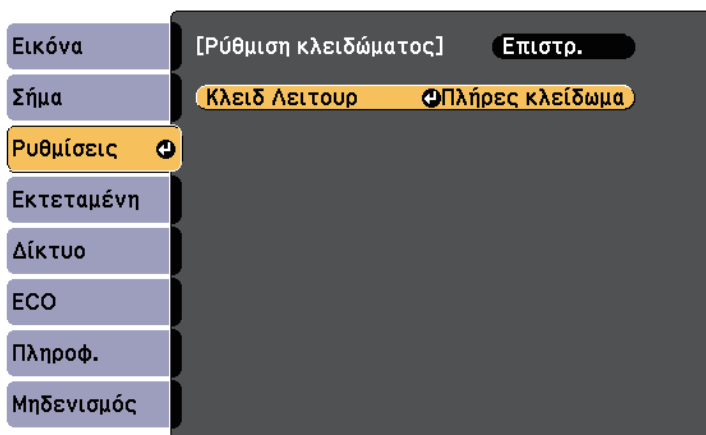 Εικόνα
Σήμα
Ρυθμίσεις
Εκτεταμένη
Δίκτυο
ECO
Πληροφ.
Μηδενισμός
[Ρύθμιση κλειδώματος] Επιστρ.
Κλειδ Λειτουρ Πλήρες κλείδωμα